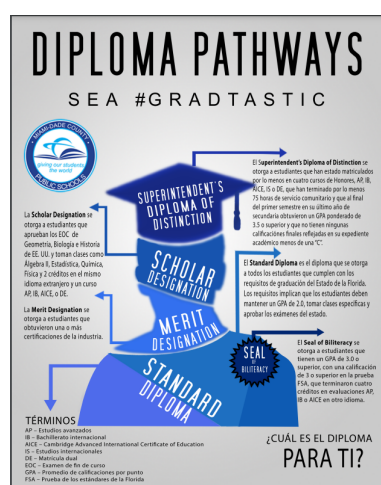 DIPLOMA PATHWAYS
SEA #GRADTASTIC
MIAMI-DADE COUNTY
giving our students
the world
PUBLIC SCHOOLS
El Superintendent's Diploma of Distinction se
otorga a estudiantes que han estado matriculados
por lo menos en cuatro cursos de Honores, AP, IB,
AICE, IS o DE, que han terminado por lo menos
75 horas de servicio comunitario y que al final
del primer semestre en su último año de
secundaria obtuvieron un GPA ponderado de
3.5 o superior y que no tienen ningunas
calificaciones finales reflejadas en su expediente
académico menos de una "C".
SUPERINTENDENT'S
DIPLOMA OF
DISTINCTION
La Scholar Designation se
otorga a estudiantes que
aprueban los EOC de
Geometría, Biología e Historia
de EE. UU. y toman clases como
Álgebra II, Estadística, Química,
Física y 2 créditos en el mismo
idioma extranjero y un curso
AP, IB, AICE, o DE.
SCHOLAR
DESIGNATION
El Standard Diploma es el diploma que se otorga
a todos los estudiantes que cumplen con los
requisitos de graduación del Estado de la Florida.
Los requisitos implican que los estudiantes deben
mantener un GPA de 2.0, tomar clases específicas y
aprobar los exámenes del estado.
La Merit Designation se
otorga a estudiantes que
obtuvieron una o más
certificaciones de la industria.
MERIT
DESIGNATION
SEAL
OF
BILITERACY
El Seal of Biliteracy se
otorga a estudiantes que
tienen un GPA de 3.0 o
superior, con una calificación
de 3 o superior en la prueba
FSA, que terminaron cuatro
créditos en evaluaciones AP,
IB o AICE en otro idioma.
STANDARD
DIPLOMA
TÉRMINOS
AP – Estudios avanzados
IB – Bachillerato internacional
AICE – Cambridge Advanced International Certificate of Education
IS – Estudios internacionales
DE – Matrícula dual
EOC – Examen de fin de curso
GPA – Promedio de calificaciones por punto
FSA – Prueba de los estándares de la Florida
¿CUÁL ES EL DIPLOMA
PARA TI?